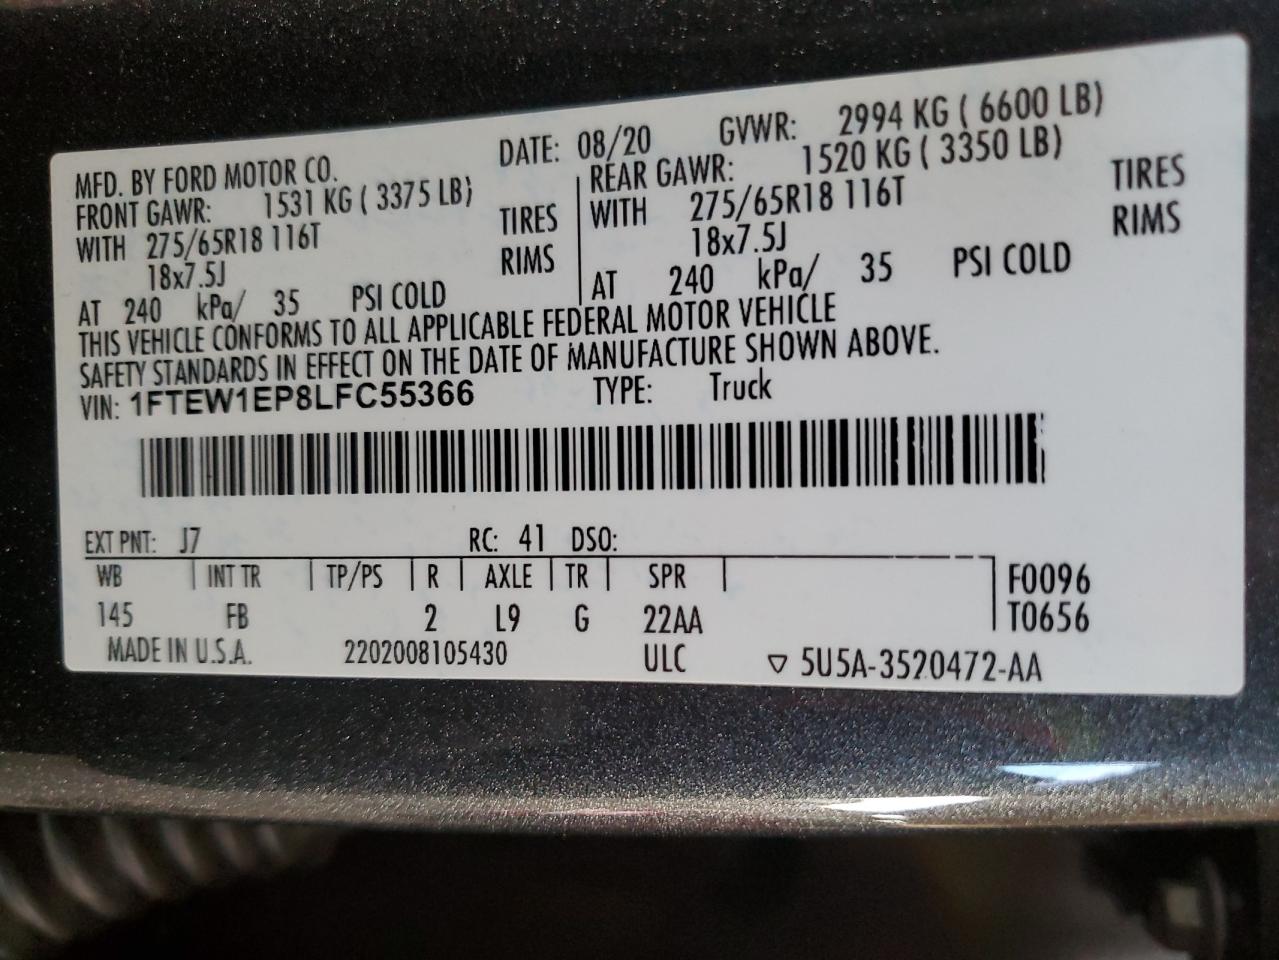 MFD. BY FORD MOTOR CO. DATE: 08/20 GVWR: 2994 KG ( 6600 LB)
FRONT GAWR: 1531 KG ( 3375 LB)
WITH 275/65R18 116T TIRES
18x7.5J RIMS
AT 240 kPa/ 35 PSI COLD
REAR GAWR: 1520 KG ( 3350 LB)
WITH 275/65R18 116T TIRES
18x7.5J RIMS
AT 240 kPa/ 35 PSI COLD
THIS VEHICLE CONFORMS TO ALL APPLICABLE FEDERAL MOTOR VEHICLE
SAFETY STANDARDS IN EFFECT ON THE DATE OF MANUFACTURE SHOWN ABOVE.
VIN: 1FTEW1EP8LFC55366 TYPE: Truck
EXT PNT: J7 RC: 41 DSO:
WB INT TR TP/PS R AXLE TR SPR F0096
145 FB 2 L9 G 22AA T0656
MADE IN U.S.A. 2202008105430 ULC ▽ 5U5A-3520472-AA